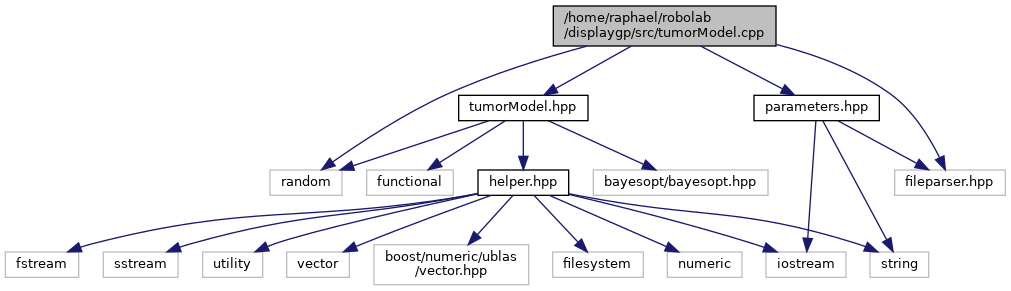 /home/raphael/robolab
/displaygp/src/tumorModel.cpp
tumorModel.hpp
parameters.hpp
random
functional
helper.hpp
bayesopt/bayesopt.hpp
fileparser.hpp
fstream
sstream
utility
vector
boost/numeric/ublas
/vector.hpp
filesystem
numeric
iostream
string